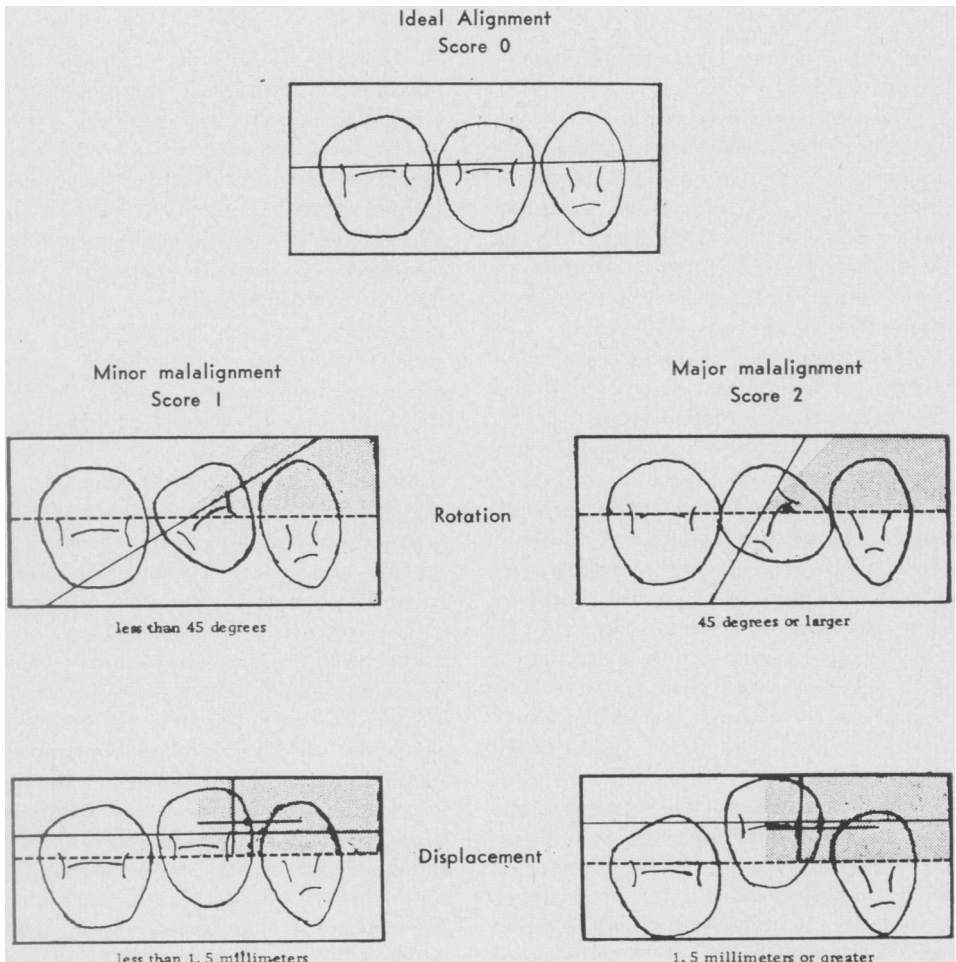 Ideal Alignment
Score 0
Minor malalignment
Score 1
Major malalignment
Score 2
Rotation
less than 45 degrees
45 degrees or larger
Displacement
less than 1.5 millimeters
1.5 millimeters or greater